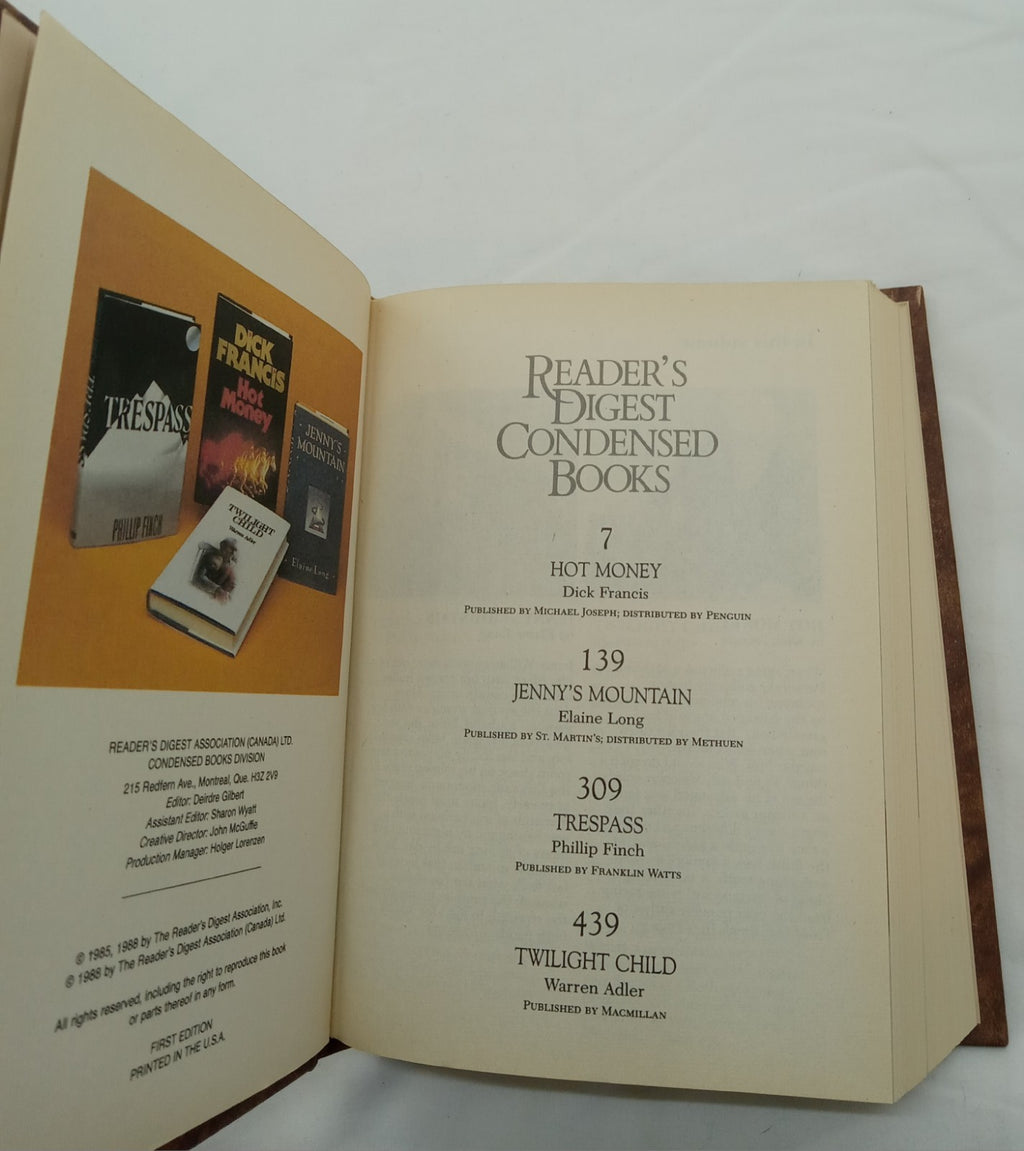 TRESPASS
PHILLIP FINCH
DICK
FRANCIS
Hot
Money
JENNY'S
MOUNTAIN
Elaine Long
TWILIGHT
CHILD
Warren Adler
READER'S DIGEST ASSOCIATION (CANADA) LTD.
CONDENSED BOOKS DIVISION
215 Redfern Ave., Montreal, Que. H3Z 2V9
Editor: Deirdre Gilbert
Assistant Editor: Sharon Wyatt
Creative Director: John McGuffie
Production Manager: Holger Lorenzen
© 1985, 1988 by The Reader's Digest Association, Inc.
© 1988 by The Reader's Digest Association (Canada) Ltd.
All rights reserved, including the right to reproduce this book
or parts thereof in any form.
FIRST EDITION
PRINTED IN THE U.S.A.
READER'S
DIGEST
CONDENSED
BOOKS
7
HOT MONEY
Dick Francis
PUBLISHED BY MICHAEL JOSEPH; DISTRIBUTED BY PENGUIN
139
JENNY'S MOUNTAIN
Elaine Long
PUBLISHED BY ST. MARTIN'S; DISTRIBUTED BY METHUEN
309
TRESPASS
Phillip Finch
PUBLISHED BY FRANKLIN WATTS
439
TWILIGHT CHILD
Warren Adler
PUBLISHED BY MACMILLAN